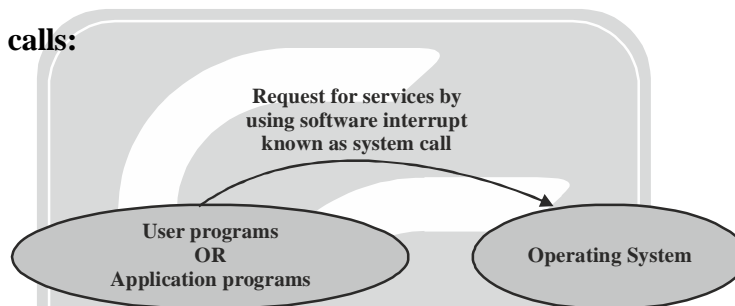 calls:
Request for services by
using software interrupt
known as system call
User programs
OR
Application programs
Operating System